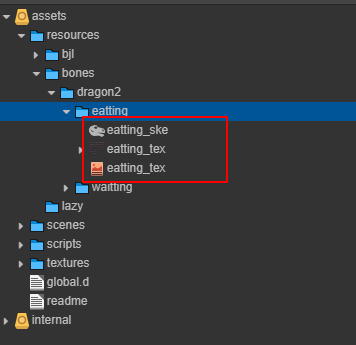 assets
resources
bjl
bones
dragon2
eatting
eatting_ske
eatting_tex
eatting_tex
waitting
lazy
scenes
scripts
textures
global.d
readme
internal